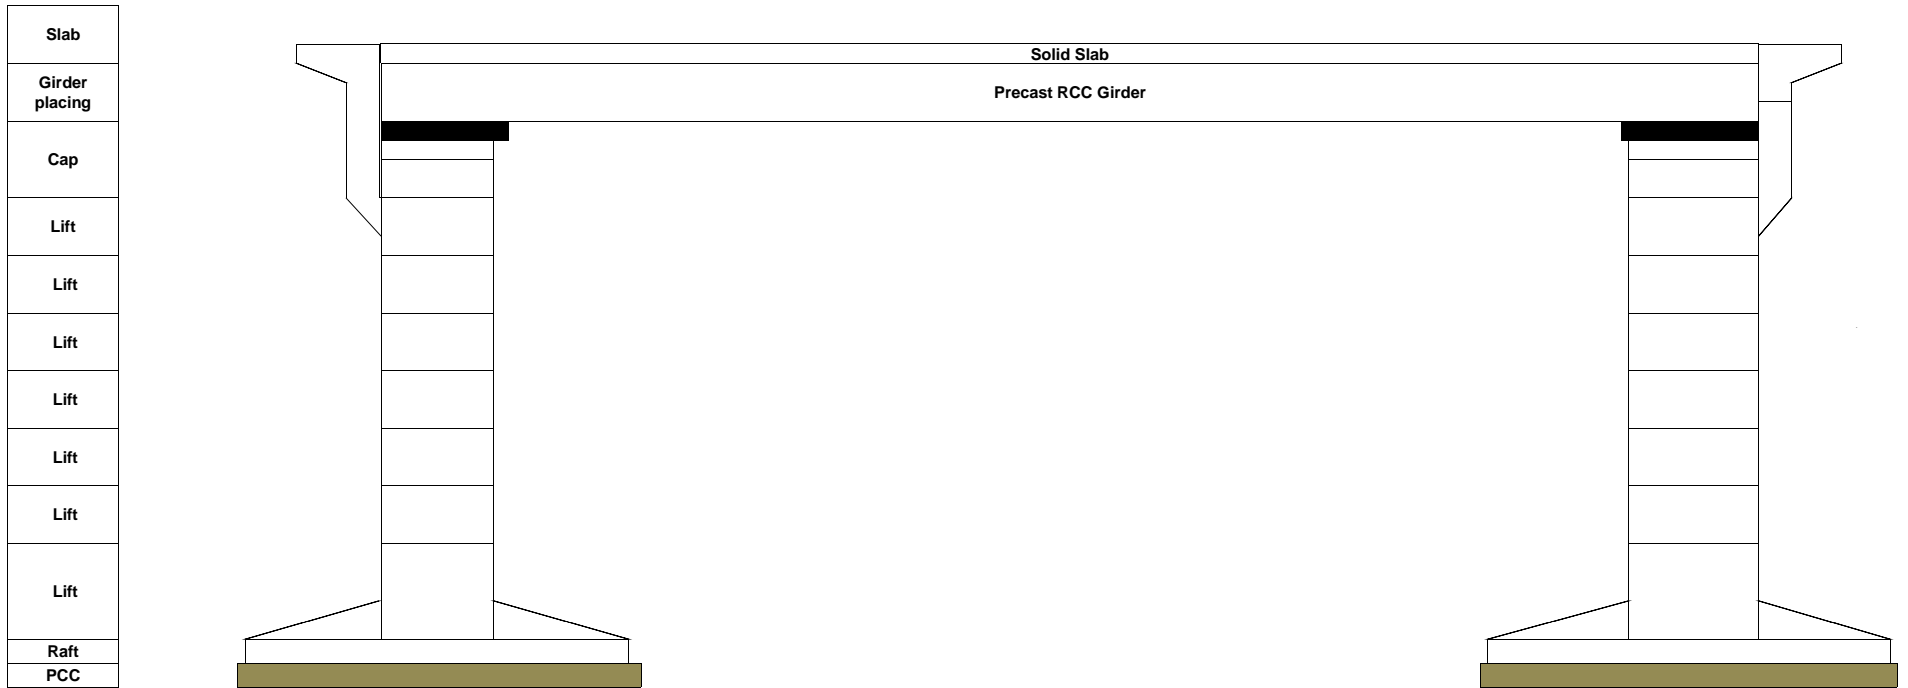 Slab
Solid Slab
Girder
placing
Precast RCC Girder
Cap
Lift
Lift
Lift
Lift
Lift
Lift
Lift
Raft
PCC